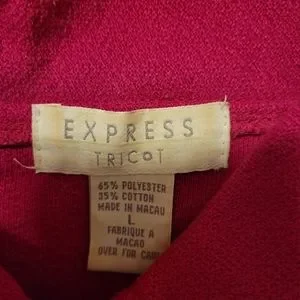 EXPRESS
TRICOT
65% POLYESTER
35% COTTON
MADE IN MACAU
L
FABRIQUE A
MACAO
OVER FOR CARE